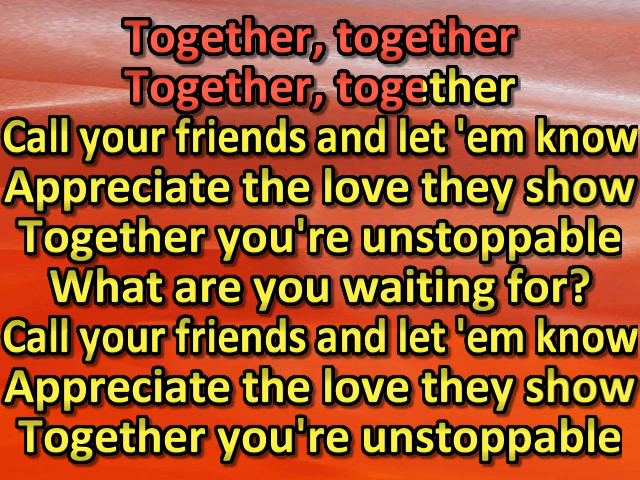 Together, together
Together, together
Call your friends and let 'em know
Appreciate the love they show
Together you're unstoppable
What are you waiting for?
Call your friends and let 'em know
Appreciate the love they show
Together you're unstoppable